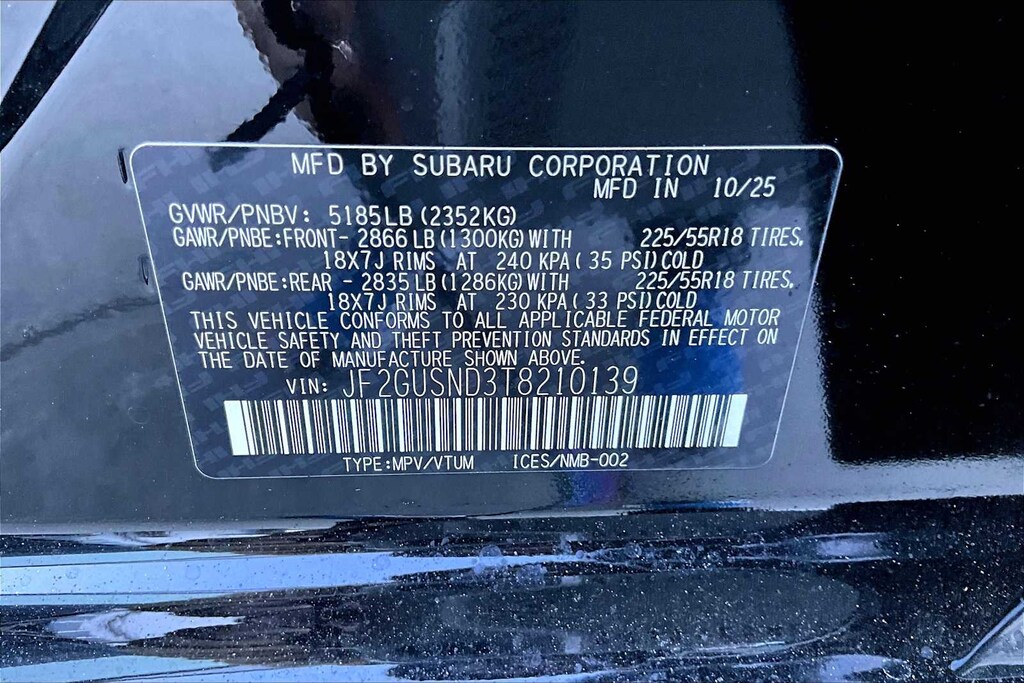 MFD BY SUBARU CORPORATION
MFD IN 10/25
GVWR/PNBV: 5185LB (2352KG)
GAWR/PNBE:FRONT- 2866 LB (1300KG) WITH 225/55R18 TIRES,
18X7J RIMS AT 240 KPA ( 35 PSI) COLD
GAWR/PNBE:REAR - 2835 LB (1286KG) WITH 225/55R18 TIRES,
18X7J RIMS AT 230 KPA ( 33 PSI) COLD
THIS VEHICLE CONFORMS TO ALL APPLICABLE FEDERAL MOTOR
VEHICLE SAFETY AND THEFT PREVENTION STANDARDS IN EFFECT ON
THE DATE OF MANUFACTURE SHOWN ABOVE.
VIN: JF2GUSND3T8210139
TYPE:MPV/VTUM ICES/NMB-002